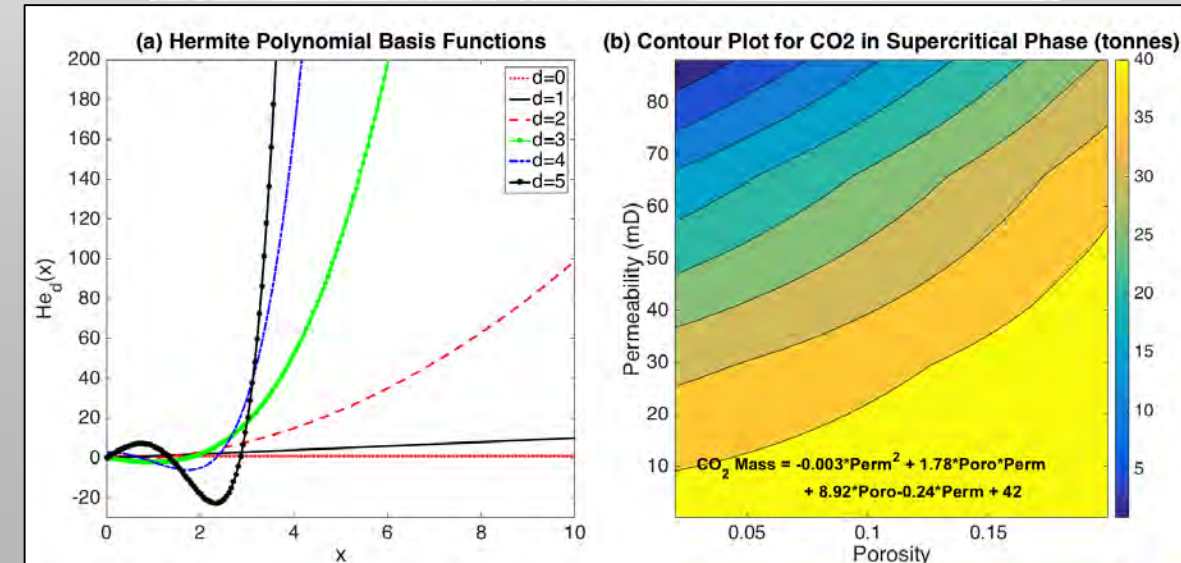 (a) Hermite Polynomial Basis Functions
200
180
160
140
120
100
80
60
40
20
0
-20
He_d(x)
0
2
4
6
8
10
x
d=0
d=1
d=2
d=3
d=4
d=5
(b) Contour Plot for CO2 in Supercritical Phase (tonnes)
80
70
60
50
40
30
20
10
Permeability (mD)
0.05
0.1
0.15
Porosity
CO₂ Mass = -0.003*Perm² + 1.78*Poro*Perm
+ 8.92*Poro-0.24*Perm + 42
40
35
30
25
20
15
10
5